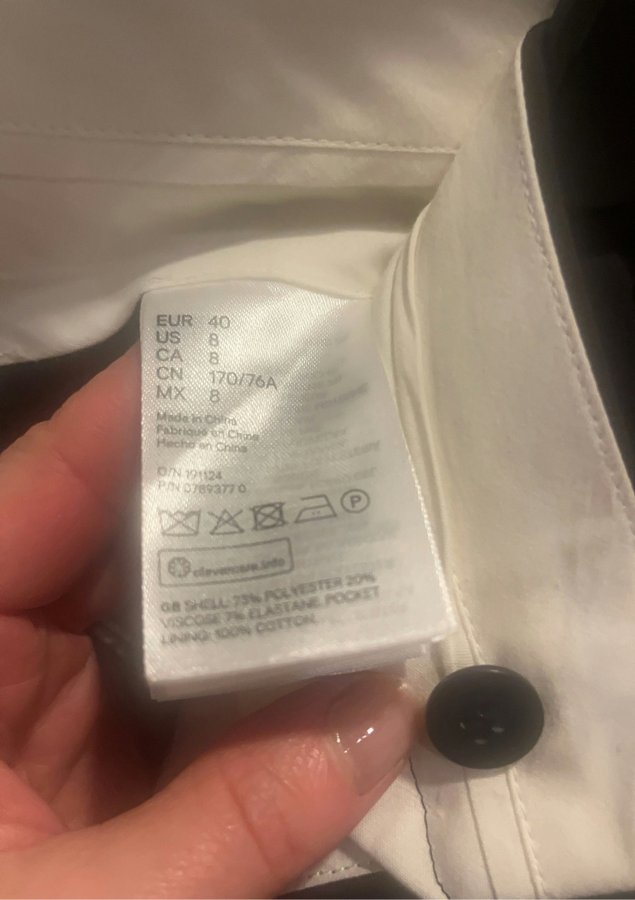 EUR 40
US 8
CA 8
CN 170/76A
MX 8
Made in China
Fabriqué en Chine
Hecho en China
O/N 191124
P/N 0789377 0
P
clevercare.info
GB SHELL: 73% POLYESTER 20%
VISCOSE 7% ELASTANE. POCKET
LINING: 100% COTTON